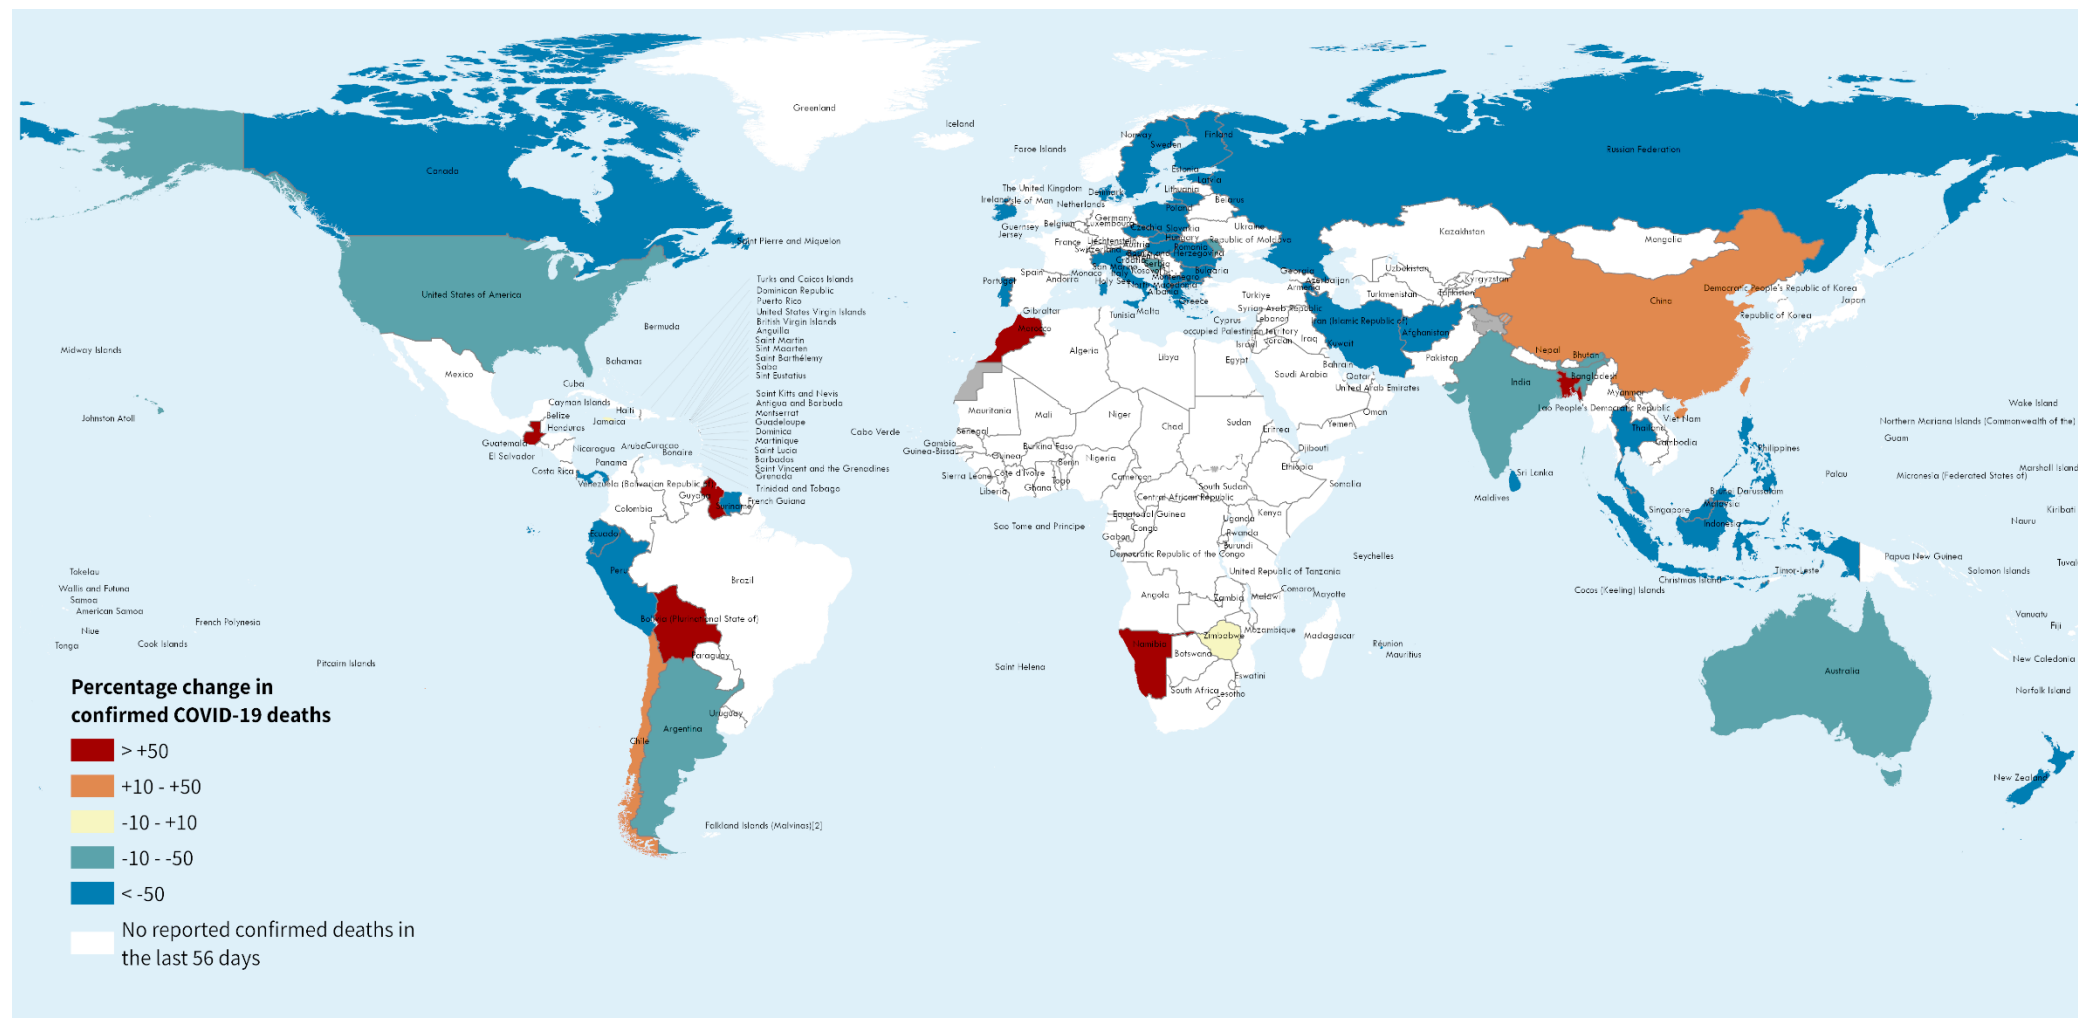 Greenland
Iceland
Faroe Islands
Norway
Sweden
Finland
Russian Federation
Canada
Estonia
Latvia
Lithuania
The United Kingdom
Isle of Man
Ireland
Denmark
Netherlands
Poland
Belarus
Guernsey
Jersey
Belgium
Germany
Luxembourg
Czechia
Slovakia
Ukraine
Kazakhstan
Mongolia
France
Liechtenstein
Switzerland
Austria
Hungary
Republic of Moldova
Romania
Saint Pierre and Miquelon
Bosnia and Herzegovina
Croatia
Serbia
San Marino
Italy
Kosovo
Bulgaria
Montenegro
Spain
Andorra
Monaco
Holy See
North Macedonia
Albania
Portugal
Greece
Georgia
Azerbaijan
Armenia
Uzbekistan
Kyrgyzstan
Tajikistan
Turkmenistan
Türkiye
Democratic People's Republic of Korea
China
Japan
Republic of Korea
United States of America
Turks and Caicos Islands
Dominican Republic
Puerto Rico
United States Virgin Islands
British Virgin Islands
Anguilla
Saint Martin
Sint Maarten
Saint Barthélemy
Saba
Sint Eustatius
Saint Kitts and Nevis
Antigua and Barbuda
Montserrat
Guadeloupe
Dominica
Martinique
Saint Lucia
Barbados
Saint Vincent and the Grenadines
Grenada
Trinidad and Tobago
Bermuda
Gibraltar
Tunisia
Malta
Cyprus
Syrian Arab Republic
Lebanon
occupied Palestinian territory
Israel
Jordan
Iraq
Iran (Islamic Republic of)
Afghanistan
Kuwait
Morocco
Algeria
Libya
Egypt
Saudi Arabia
Bahrain
Qatar
United Arab Emirates
Pakistan
Nepal
Bhutan
India
Bangladesh
Myanmar
Lao People's Democratic Republic
Midway Islands
Johnston Atoll
Mexico
Bahamas
Cuba
Cayman Islands
Haiti
Belize
Jamaica
Honduras
Guatemala
El Salvador
Nicaragua
Aruba
Curacao
Bonaire
Costa Rica
Panama
Venezuela (Bolivarian Republic of)
Guyana
Suriname
French Guiana
Colombia
Ecuador
Peru
Brazil
Bolivia (Plurinational State of)
Paraguay
Uruguay
Argentina
Chile
Falkland Islands (Malvinas)[2]
Cabo Verde
Mauritania
Mali
Niger
Chad
Sudan
Eritrea
Yemen
Oman
Senegal
Gambia
Guinea-Bissau
Guinea
Burkina Faso
Benin
Nigeria
Djibouti
Ethiopia
Sierra Leone
Liberia
Côte d'Ivoire
Ghana
Togo
Cameroon
Central African Republic
South Sudan
Somalia
Sao Tome and Principe
Equatorial Guinea
Congo
Gabon
Uganda
Kenya
Rwanda
Burundi
Democratic Republic of the Congo
Seychelles
United Republic of Tanzania
Comoros
Mayotte
Angola
Zambia
Malawi
Mozambique
Madagascar
Réunion
Mauritius
Zimbabwe
Namibia
Botswana
Saint Helena
Eswatini
South Africa
Lesotho
Sri Lanka
Maldives
Thailand
Viet Nam
Cambodia
Philippines
Brunei Darussalam
Malaysia
Singapore
Indonesia
Palau
Christmas Island
Cocos (Keeling) Islands
Timor-Leste
Papua New Guinea
Solomon Islands
Wake Island
Northern Mariana Islands (Commonwealth of the)
Guam
Marshall Island
Micronesia (Federated States of)
Kiribati
Nauru
Tuval
Vanuatu
Fiji
New Caledonia
Norfolk Island
Australia
New Zealand
Tokelau
Wallis and Futuna
Samoa
American Samoa
Niue
Tonga
Cook Islands
French Polynesia
Pitcairn Islands
Percentage change in
confirmed COVID-19 deaths
> +50
+10 - +50
-10 - +10
-10 - -50
< -50
No reported confirmed deaths in
the last 56 days